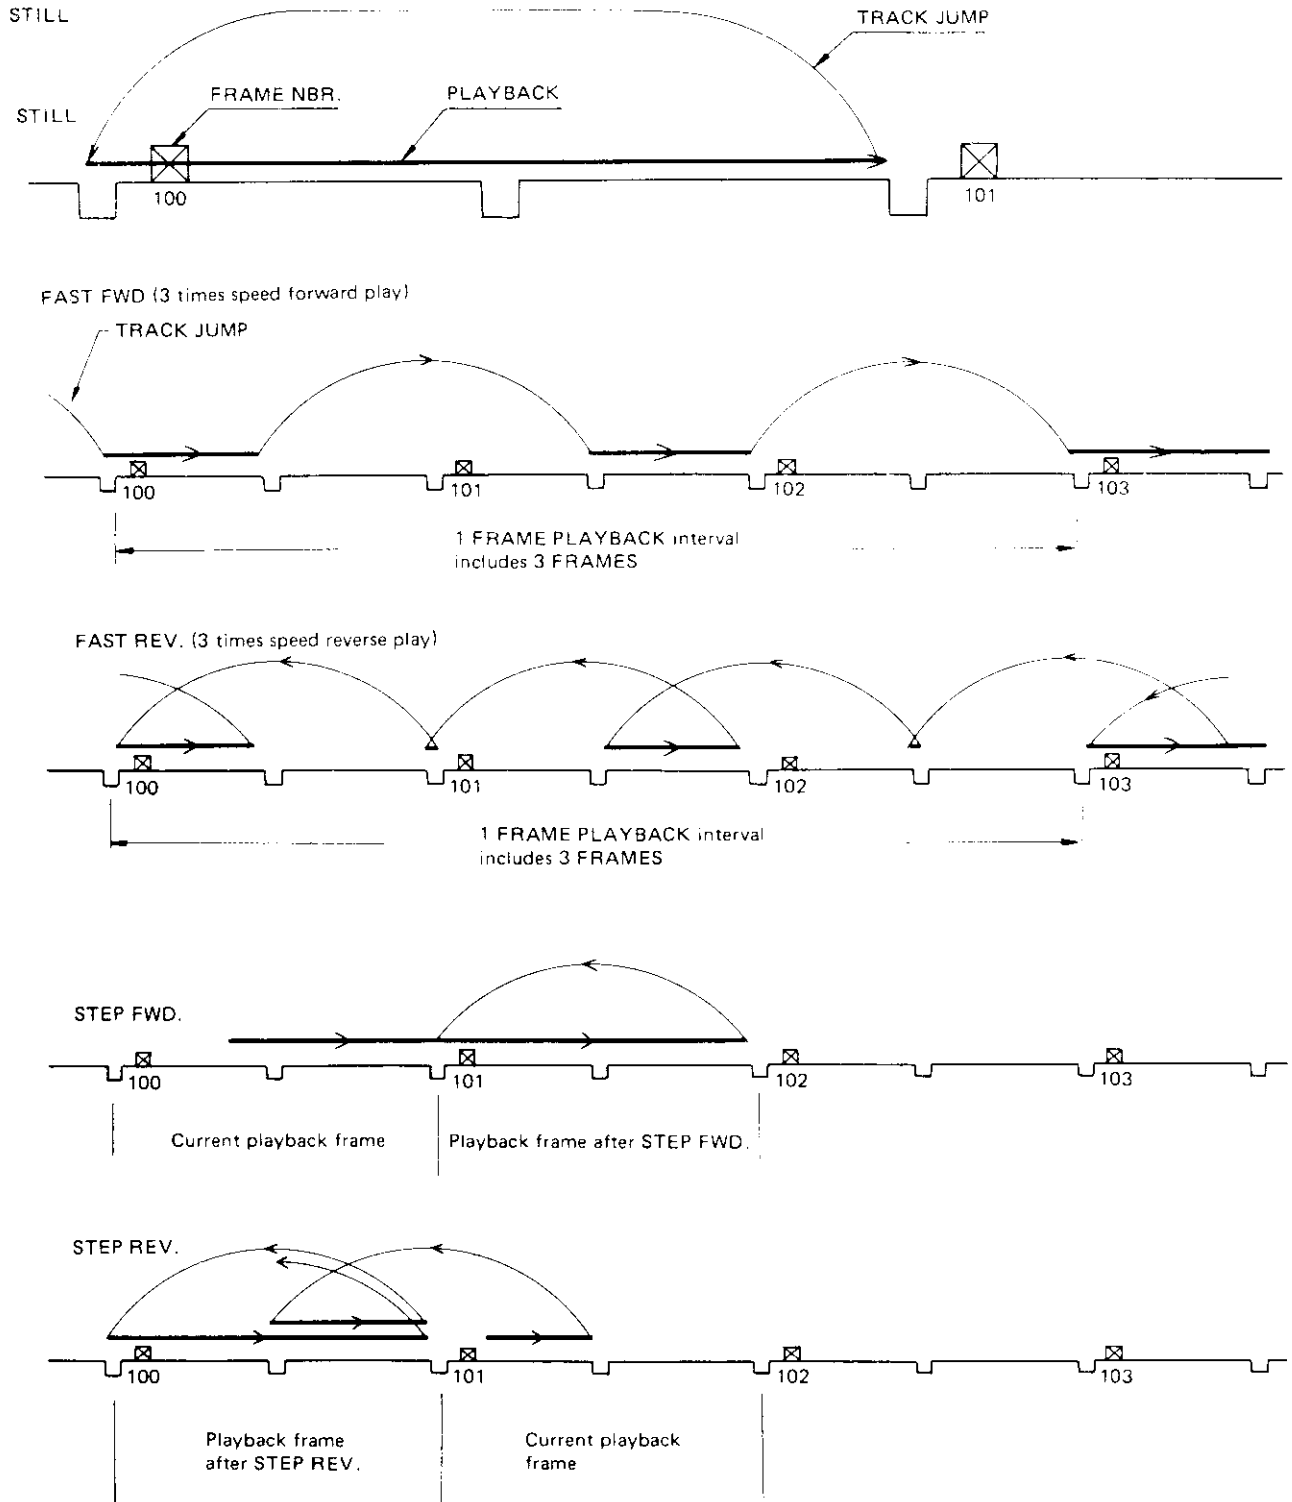 STILL
TRACK JUMP
FRAME NBR.
PLAYBACK
STILL
100
101
FAST FWD (3 times speed forward play)
TRACK JUMP
100
101
102
103
1 FRAME PLAYBACK interval
includes 3 FRAMES
FAST REV. (3 times speed reverse play)
100
101
102
103
1 FRAME PLAYBACK interval
includes 3 FRAMES
STEP FWD.
100
101
102
103
Current playback frame
Playback frame after STEP FWD.
STEP REV.
100
101
102
103
Playback frame
after STEP REV.
Current playback
frame